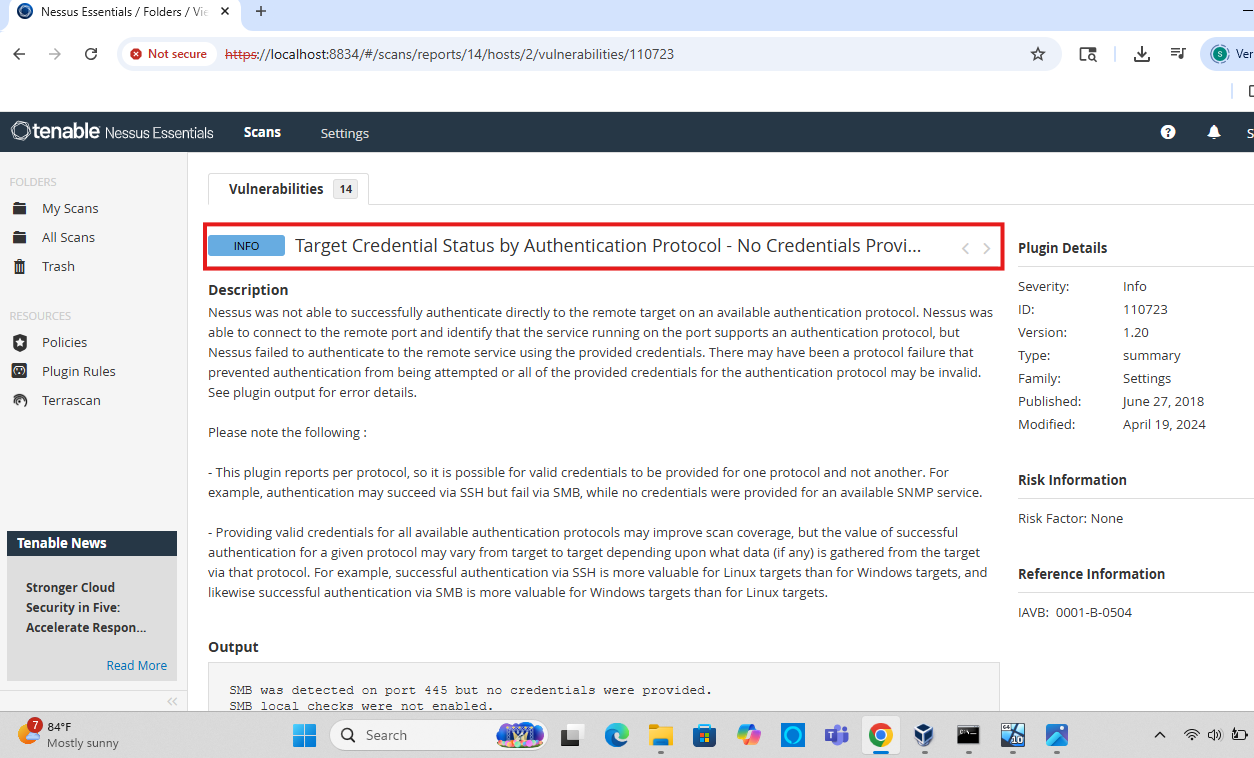 Nessus Essentials / Folders / Vie
Not secure
https://localhost:8834/#/scans/reports/14/hosts/2/vulnerabilities/110723
S
Ver
tenable Nessus Essentials
Scans
Settings
?
S
FOLDERS
My Scans
All Scans
Trash
RESOURCES
Policies
Plugin Rules
Terrascan
Tenable News
Stronger Cloud
Security in Five:
Accelerate Respon...
Read More
Vulnerabilities 14
INFO
Target Credential Status by Authentication Protocol - No Credentials Provi...
Description
Nessus was not able to successfully authenticate directly to the remote target on an available authentication protocol. Nessus was
able to connect to the remote port and identify that the service running on the port supports an authentication protocol, but
Nessus failed to authenticate to the remote service using the provided credentials. There may have been a protocol failure that
prevented authentication from being attempted or all of the provided credentials for the authentication protocol may be invalid.
See plugin output for error details.
Please note the following :
- This plugin reports per protocol, so it is possible for valid credentials to be provided for one protocol and not another. For
example, authentication may succeed via SSH but fail via SMB, while no credentials were provided for an available SNMP service.
- Providing valid credentials for all available authentication protocols may improve scan coverage, but the value of successful
authentication for a given protocol may vary from target to target depending upon what data (if any) is gathered from the target
via that protocol. For example, successful authentication via SSH is more valuable for Linux targets than for Windows targets, and
likewise successful authentication via SMB is more valuable for Windows targets than for Linux targets.
Output
SMB was detected on port 445 but no credentials were provided.
SMB local checks were not enabled.
Plugin Details
Severity: Info
ID: 110723
Version: 1.20
Type: summary
Family: Settings
Published: June 27, 2018
Modified: April 19, 2024
Risk Information
Risk Factor: None
Reference Information
IAVB: 0001-B-0504
7
84°F
Mostly sunny
Search